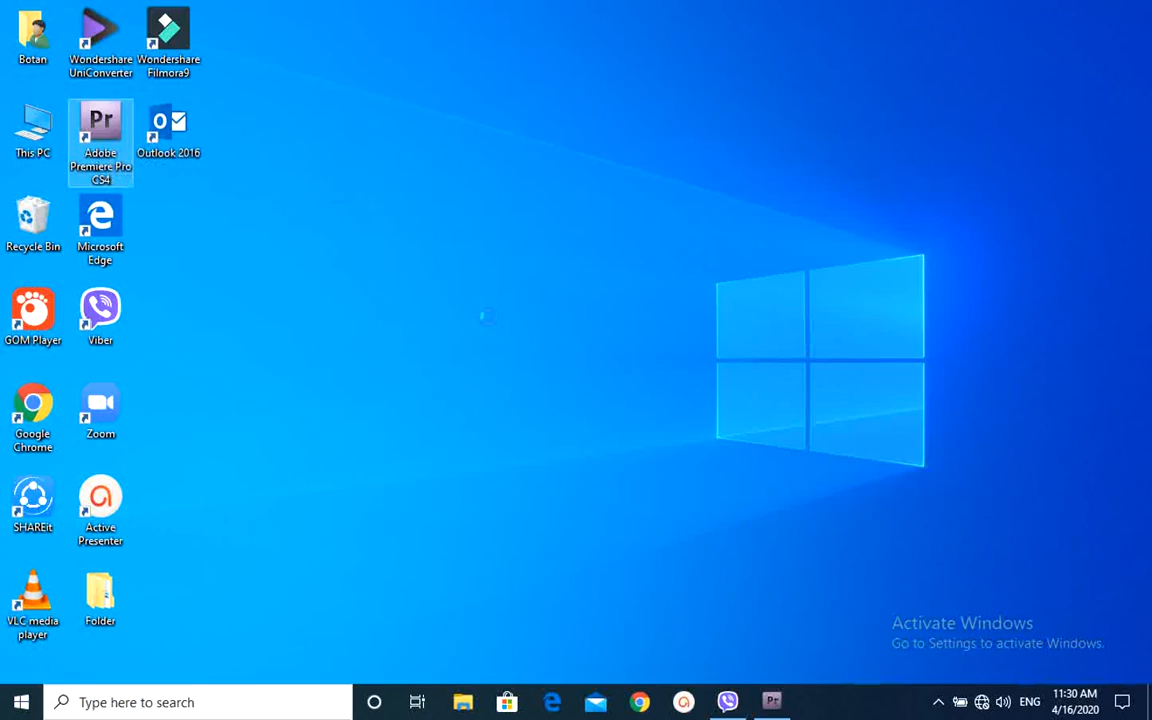 Botan
Wondershare
UniConverter
Wondershare
Filmora9
This PC
Pr
Adobe
Premiere Pro
CS4
Outlook 2016
Recycle Bin
Microsoft
Edge
GOM Player
Viber
Google
Chrome
Zoom
SHAREit
Active
Presenter
VLC media
player
Folder
Activate Windows
Go to Settings to activate Windows.
Type here to search
Pr
ENG
11:30 AM
4/16/2020